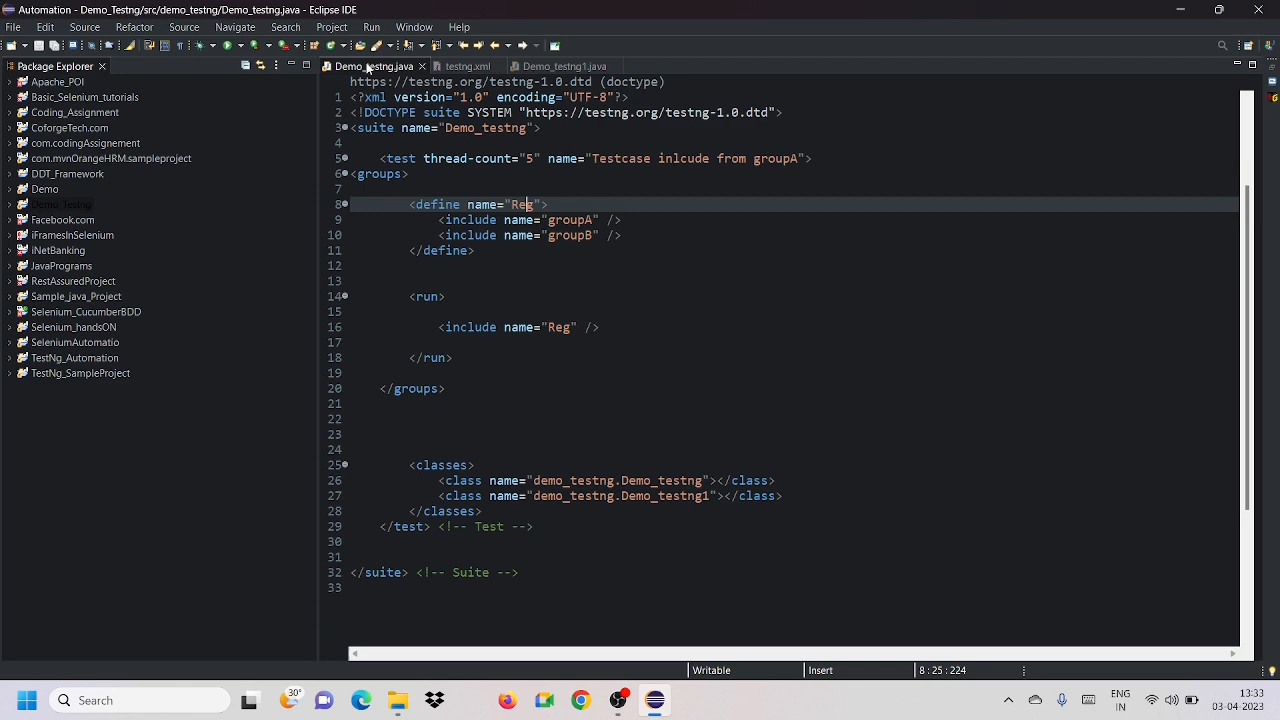 Automation - Demo_Testng/src/demo_testng/Demo_testng.java - Eclipse IDE
File Edit Source Refactor Source Navigate Search Project Run Window Help
Package Explorer
Apache_POI
Basic_Selenium_tutorials
Coding_Assignment
CoforgeTech.com
com.codingAssignement
com.mvnOrangeHRM.sampleproject
DDT_Framework
Demo
Demo_Testng
Facebook.com
iFramesInSelenium
iNetBanking
JavaPrograms
RestAssuredProject
Sample_java_Project
Selenium_CucumberBDD
Selenium_handsON
SeleniumAutomatio
TestNg_Automation
TestNg_SampleProject
Demo_testng.java testng.xml Demo_testng1.java
https://testng.org/testng-1.0.dtd (doctype)
1 <?xml version="1.0" encoding="UTF-8"?>
2 <!DOCTYPE suite SYSTEM "https://testng.org/testng-1.0.dtd">
3 <suite name="Demo_testng">
4
5 <test thread-count="5" name="Testcase inlcude from groupA">
6 <groups>
7
8 <define name="Reg">
9 <include name="groupA" />
10 <include name="groupB" />
11 </define>
12
13
14 <run>
15
16 <include name="Reg" />
17
18 </run>
19
20 </groups>
21
22
23
24
25 <classes>
26 <class name="demo_testng.Demo_testng"></class>
27 <class name="demo_testng.Demo_testng1"></class>
28 </classes>
29 </test> <!-- Test -->
30
31
32 </suite> <!-- Suite -->
33
Writable Insert 8:25:224
30° Search ENG IN 13:33 03-04-2023